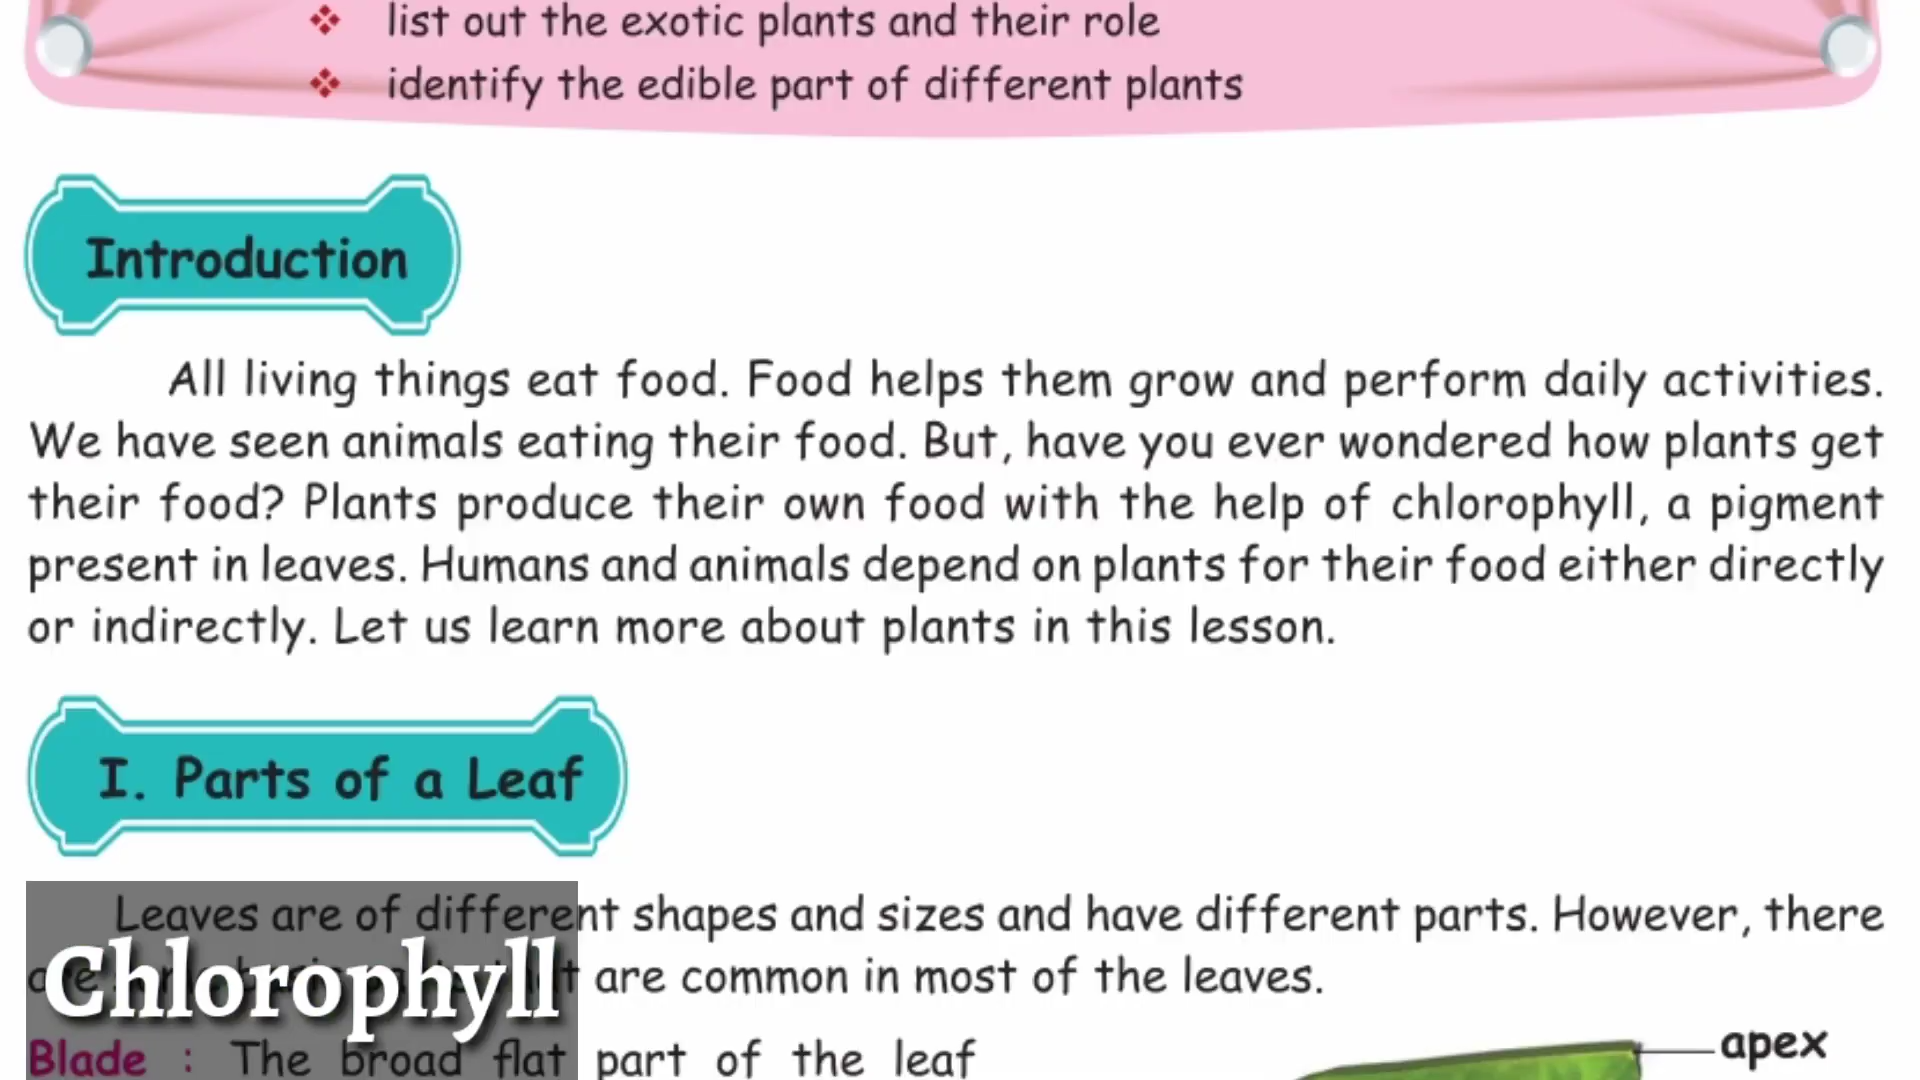 list out the exotic plants and their role
identify the edible part of different plants
Introduction
All living things eat food. Food helps them grow and perform daily activities.
We have seen animals eating their food. But, have you ever wondered how plants get
their food? Plants produce their own food with the help of chlorophyll, a pigment
present in leaves. Humans and animals depend on plants for their food either directly
or indirectly. Let us learn more about plants in this lesson.
I. Parts of a Leaf
Leaves are of different shapes and sizes and have different parts. However, there
are common in most of the leaves.
Chlorophyll
Blade : The broad flat part of the leaf
apex